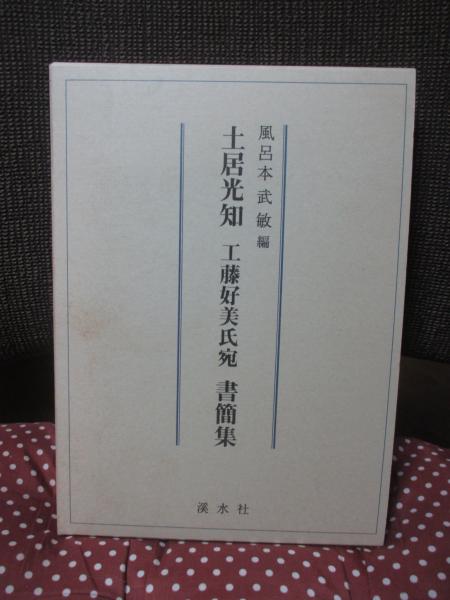 風呂本武敏編
土居光知 工藤好美氏宛 書簡集
溪水社